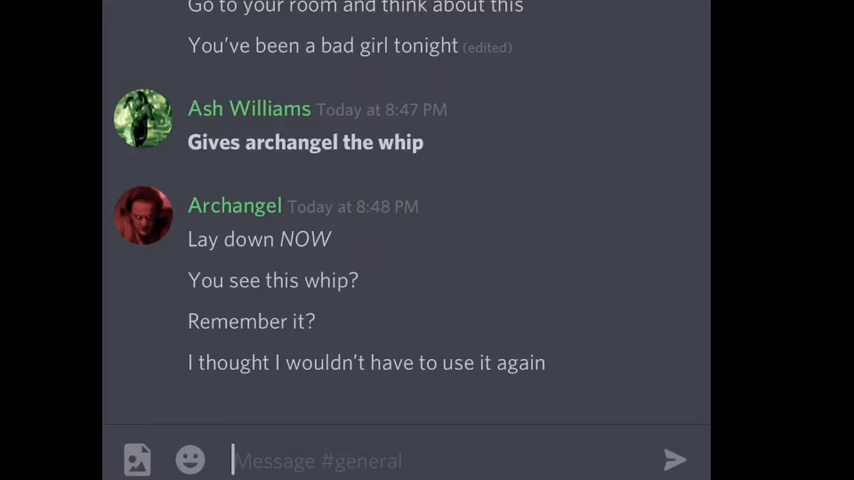 Go to your room and think about this
You've been a bad girl tonight (edited)
Ash Williams Today at 8:47 PM
Gives archangel the whip
Archangel Today at 8:48 PM
Lay down NOW
You see this whip?
Remember it?
I thought I wouldn't have to use it again
Message #general